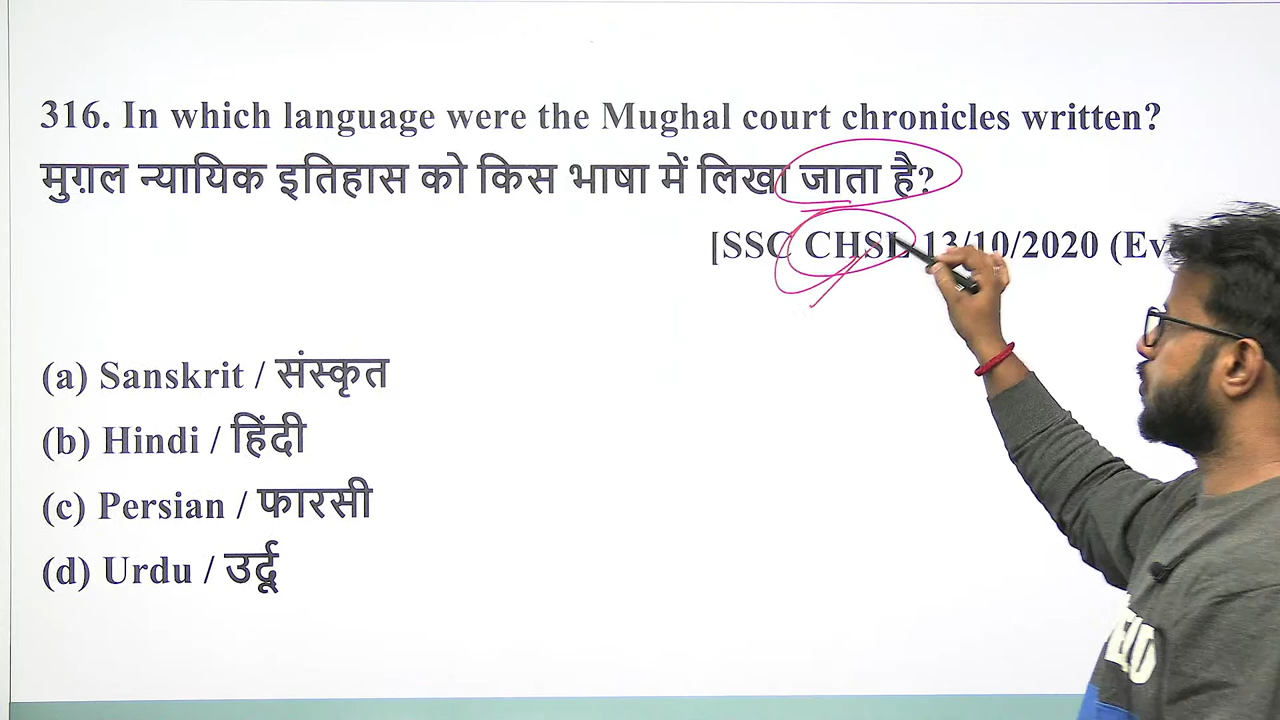 316. In which language were the Mughal court chronicles written?
मुग़ल न्यायिक इतिहास को किस भाषा में लिखा जाता है?
[SSC CHSL 13/10/2020 (Ev
(a) Sanskrit / संस्कृत
(b) Hindi / हिंदी
(c) Persian / फारसी
(d) Urdu / उर्दू